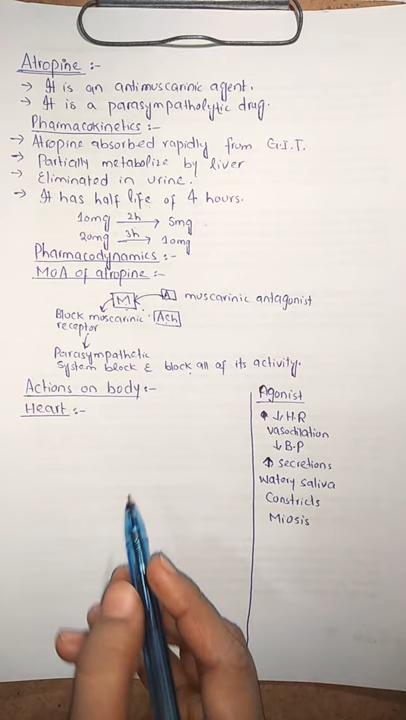 Atropine :-
→ It is an antimuscarinic agent.
→ It is a parasympatholytic drug.
Pharmacokinetics :-
→ Atropine absorbed rapidly from G.I.T.
→ Partially metabolize by liver
→ Eliminated in urine.
→ It has half life of 4 hours.
10mg 2h → 5mg
20mg 3h → 10mg
Pharmacodynamics :-
MOA of atropine :-
M ← A muscarinic antagonist
Block moscarinic . Ach
receptor
↓
Parasympathetic
System block & block all of its activity.
Actions on body :-
Heart :-
Agonist
↓ H.R
vasodilation
↓ B.P
↑ secretions
watory saliva
Constricts
Miosis